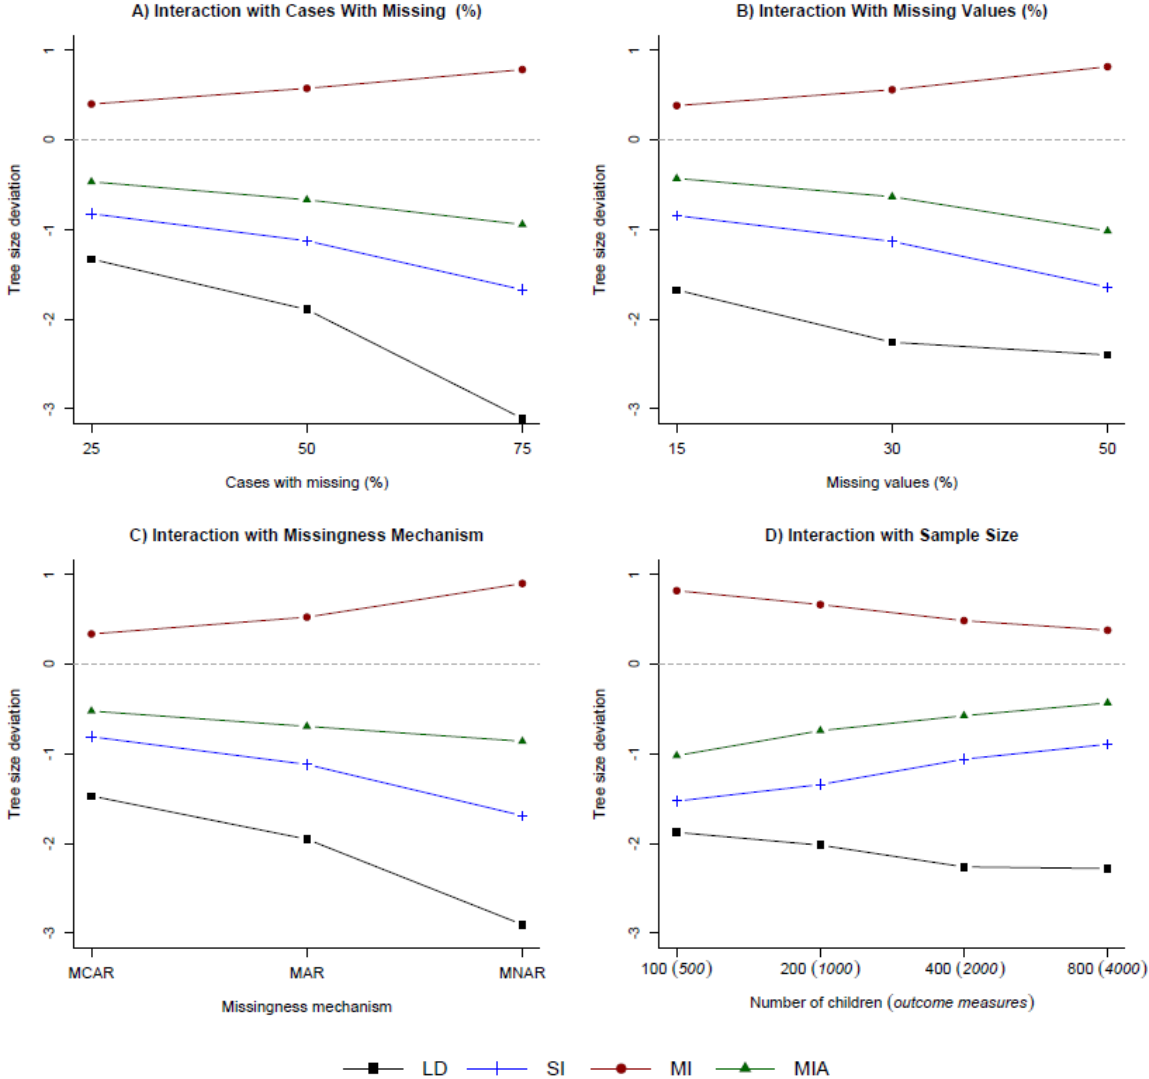 A) Interaction with Cases With Missing (%)
Tree size deviation
1
0
-1
-2
-3
25 50 75
Cases with missing (%)
B) Interaction With Missing Values (%)
Tree size deviation
1
0
-1
-2
-3
15 30 50
Missing values (%)
C) Interaction with Missingness Mechanism
Tree size deviation
1
0
-1
-2
-3
MCAR MAR MNAR
Missingness mechanism
D) Interaction with Sample Size
Tree size deviation
1
0
-1
-2
-3
100 (500) 200 (1000) 400 (2000) 800 (4000)
Number of children (outcome measures)
LD SI MI MIA